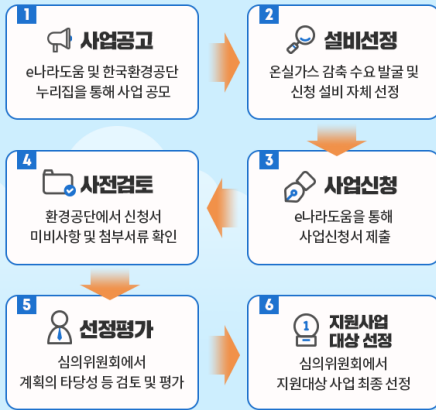 1
사업공고
e나라도움 및 한국환경공단
누리집을 통해 사업 공모
2
설비선정
온실가스 감축 수요 발굴 및
신청 설비 자체 선정
3
사업신청
e나라도움을 통해
사업신청서 제출
4
사전검토
환경공단에서 신청서
미비사항 및 첨부서류 확인
5
선정평가
심의위원회에서
계획의 타당성 등 검토 및 평가
6
1
지원사업
대상 선정
심의위원회에서
지원대상 사업 최종 선정